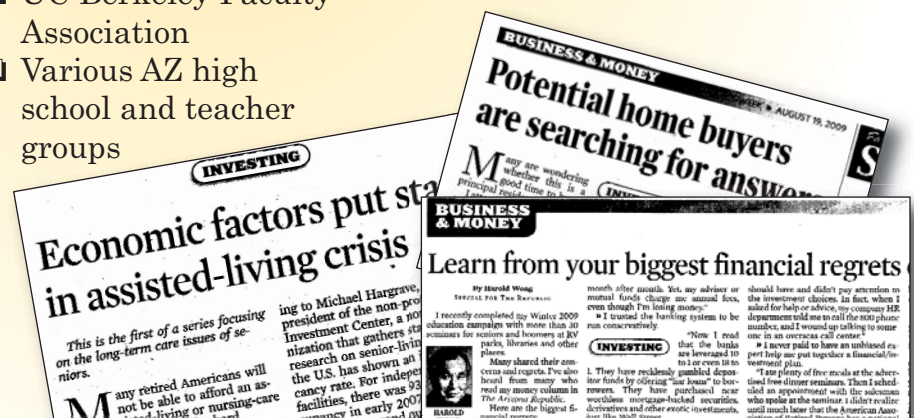 UC Berkeley Faculty
Association
Various AZ high
school and teacher
groups
INVESTING
Economic factors put sta
in assisted-living crisis
This is the first of a series focusing
on the long-term care issues of se-
niors.
any retired Americans will
not be able to afford an as-
-living or nursing-care
ing to Michael Hargrave,
president of the non-pro
Investment Center, a no
nization that gathers sta
research on senior-livin
the U.S. has shown an
cancy rate. For indepe
facilities, there was 93
pancy in early 2007
BUSINESS & MONEY
WEEK AUGUST 19, 2009
Potential home buyers
are searching for answe
Many are wondering
whether this is a
good time to b
principal resid
S
BUSINESS
& MONEY
Learn from your biggest financial regrets
By Harold Wong
SPECIAL FOR THE REPUBLIC
I recently completed my Winter 2009
education campaign with more than 30
seminars for seniors and boomers at RV
parks, libraries and other
places.
Many shared their con-
cerns and regrets. I've also
heard from many who
read my money column in
The Arizona Republic.
Here are the biggest fi-
nancial regrets
HAROLD
month after month. Yet, my adviser or
mutual funds charge me annual fees,
even though I'm losing money."
» I trusted the banking system to be
run conservatively.
INVESTING
"Now I read
that the banks
are leveraged 10
to 1 or even 18 to
1. They have recklessly gambled depos-
itor funds by offering "liar loans" to bor-
rowers. They have purchased near
worthless mortgage-backed securities,
derivatives and other exotic investments,
just like Wall Street
should have and didn't pay attention to
the investment choices. In fact, when I
asked for help or advice, my company HR
department told me to call the 800 phone
number, and I wound up talking to some
one in an overseas call center."
» I never paid to have an unbiased ex-
pert help me put together a financial/in-
vestment plan.
"I ate plenty of free meals at the adver-
tised free dinner seminars. Then I sched-
uled an appointment with the salesman
who spoke at the seminar. I didn't realize
until much later that the American Asso-